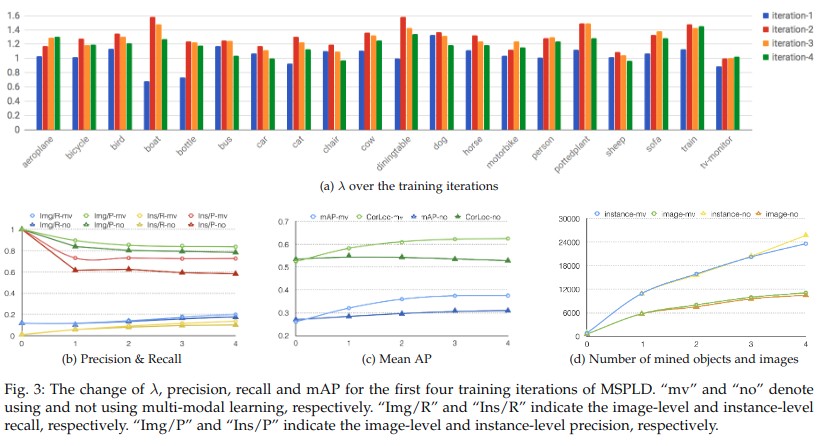 1.6
1.4
1.2
1
0.8
0.6
0.4
0.2
0
iteration-1
iteration-2
iteration-3
iteration-4
aeroplane
bicycle
bird
boat
bottle
bus
car
cat
chair
cow
diningtable
dog
horse
motorbike
person
pottedplant
sheep
sofa
train
tv-monitor
(a) λ over the training iterations
Img/R-mv Img/P-mv Ins/R-mv Ins/P-mv
Img/R-no Img/P-no Ins/R-no Ins/P-no
1
0.8
0.6
0.4
0.2
0
0 1 2 3 4
(b) Precision & Recall
mAP-mv CorLoc-mv mAP-no CorLoc-no
0.7
0.6
0.5
0.4
0.3
0.2
0 1 2 3 4
(c) Mean AP
instance-mv image-mv instance-no image-no
30000
24000
18000
12000
6000
0
0 1 2 3 4
(d) Number of mined objects and images
Fig. 3: The change of λ, precision, recall and mAP for the first four training iterations of MSPLD. “mv” and “no” denote
using and not using multi-modal learning, respectively. “Img/R” and “Ins/R” indicate the image-level and instance-level
recall, respectively. “Img/P” and “Ins/P” indicate the image-level and instance-level precision, respectively.